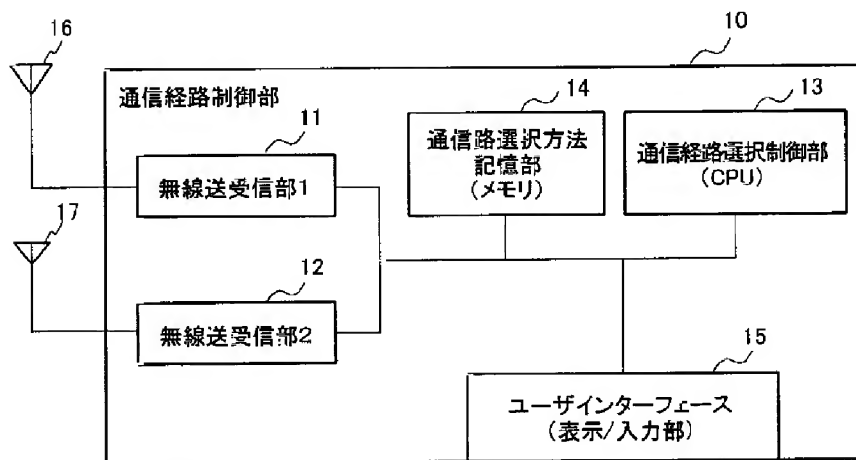 16
10
通信経路制御部
11
14
13
無線送受信部1
通信路選択方法
記憶部
(メモリ)
通信経路選択制御部
(CPU)
17
12
無線送受信部2
15
ユーザインターフェース
(表示/入力部)